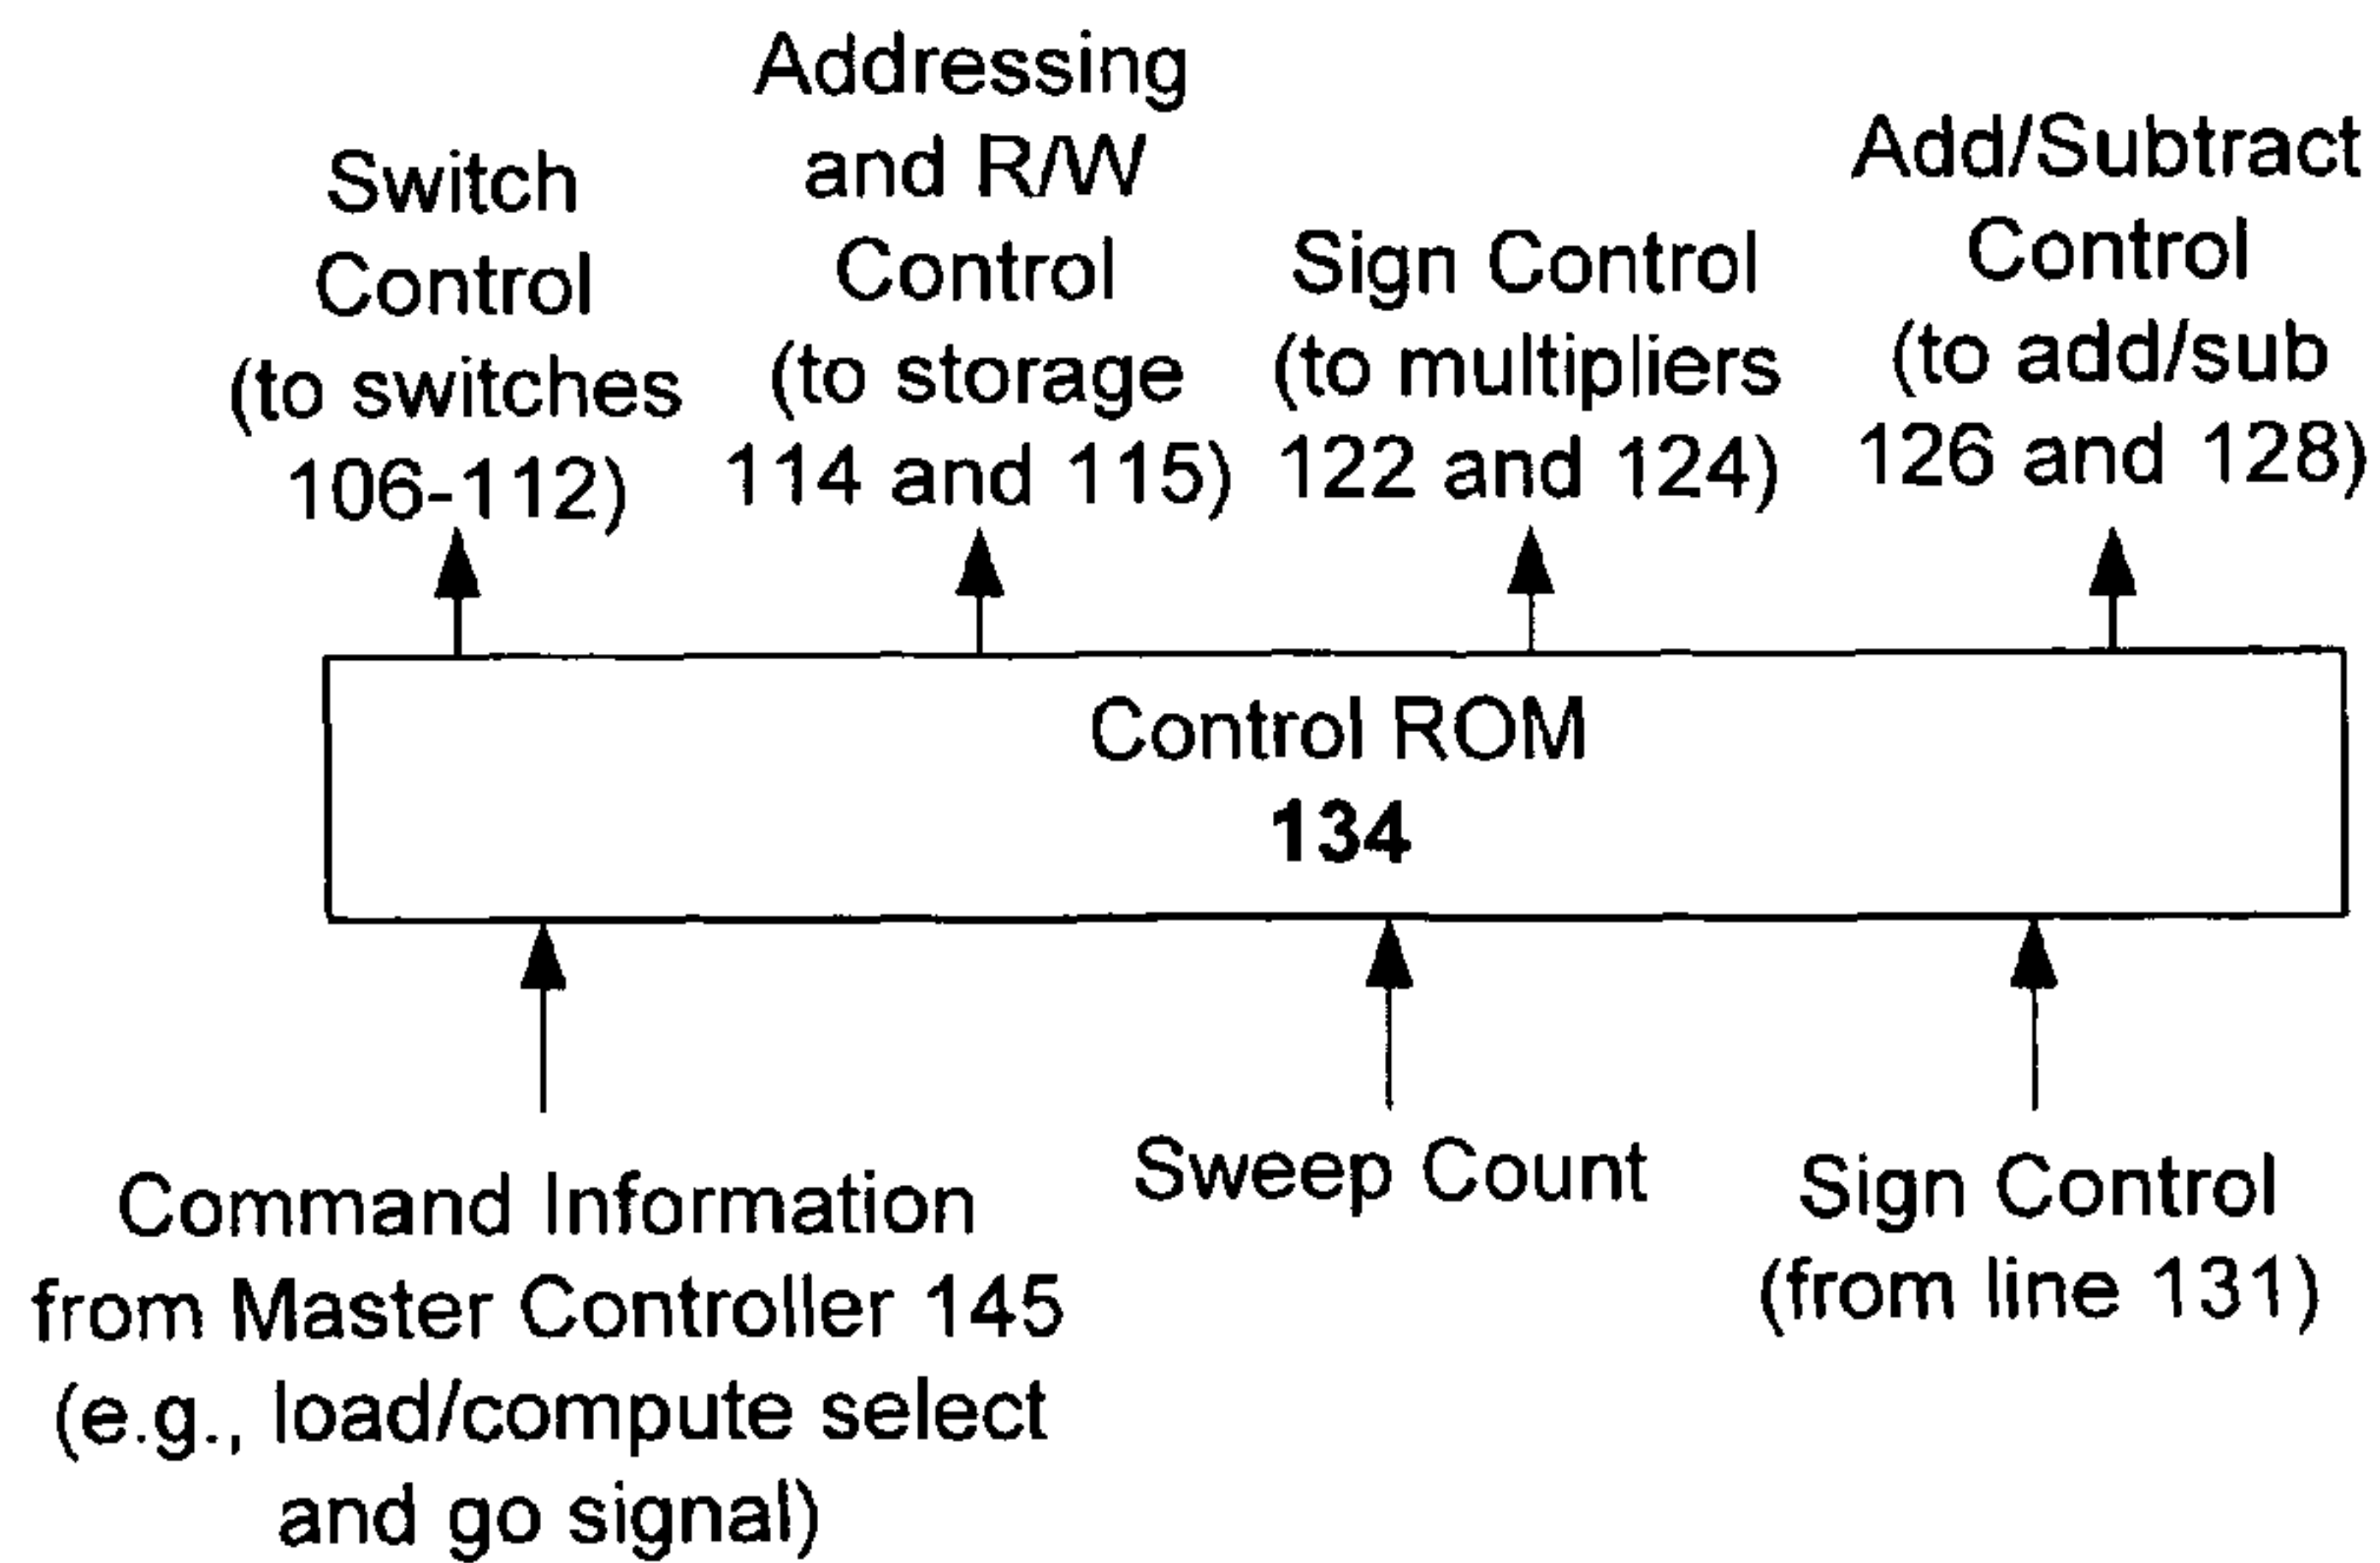 Switch
Control
(to switches
106-112)
Addressing
and R/W
Control
(to storage
114 and 115)
Sign Control
(to multipliers
122 and 124)
Add/Subtract
Control
(to add/sub
126 and 128)
Control ROM
134
Command Information
from Master Controller 145
(e.g., load/compute select
and go signal)
Sweep Count
Sign Control
(from line 131)